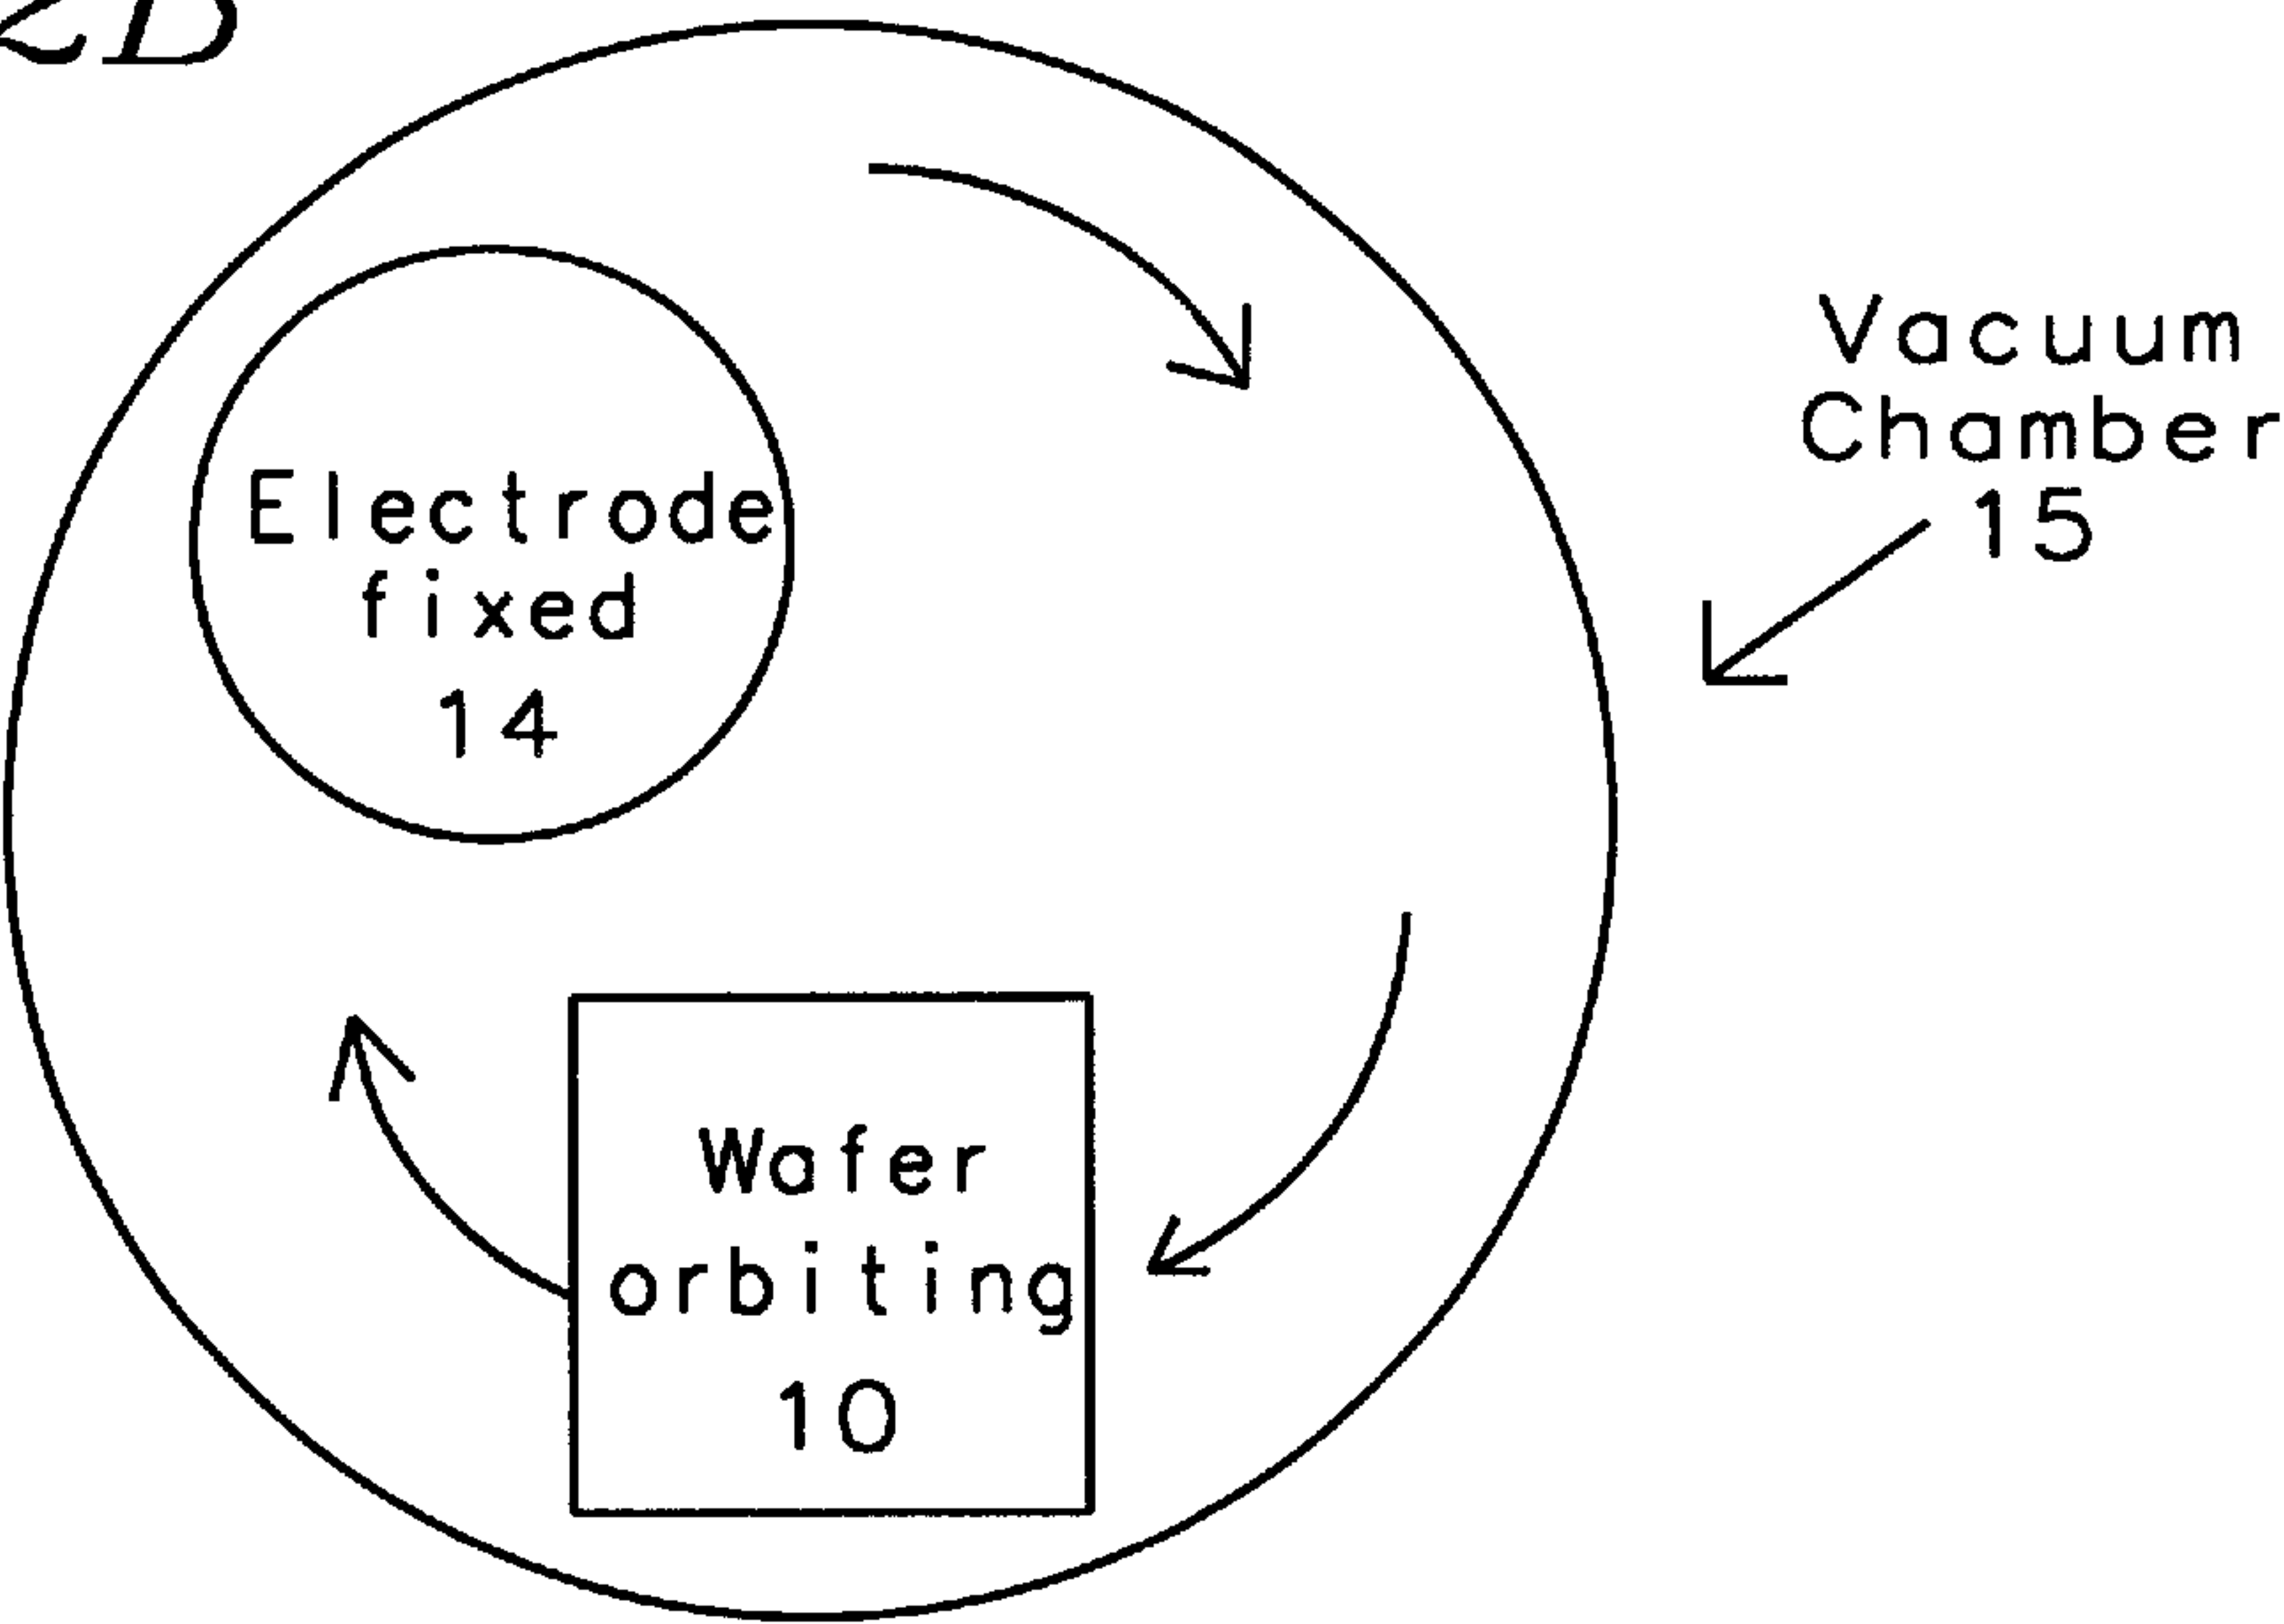 Vacuum
Chamber
15
Electrode
fixed
14
Wafer
orbiting
10